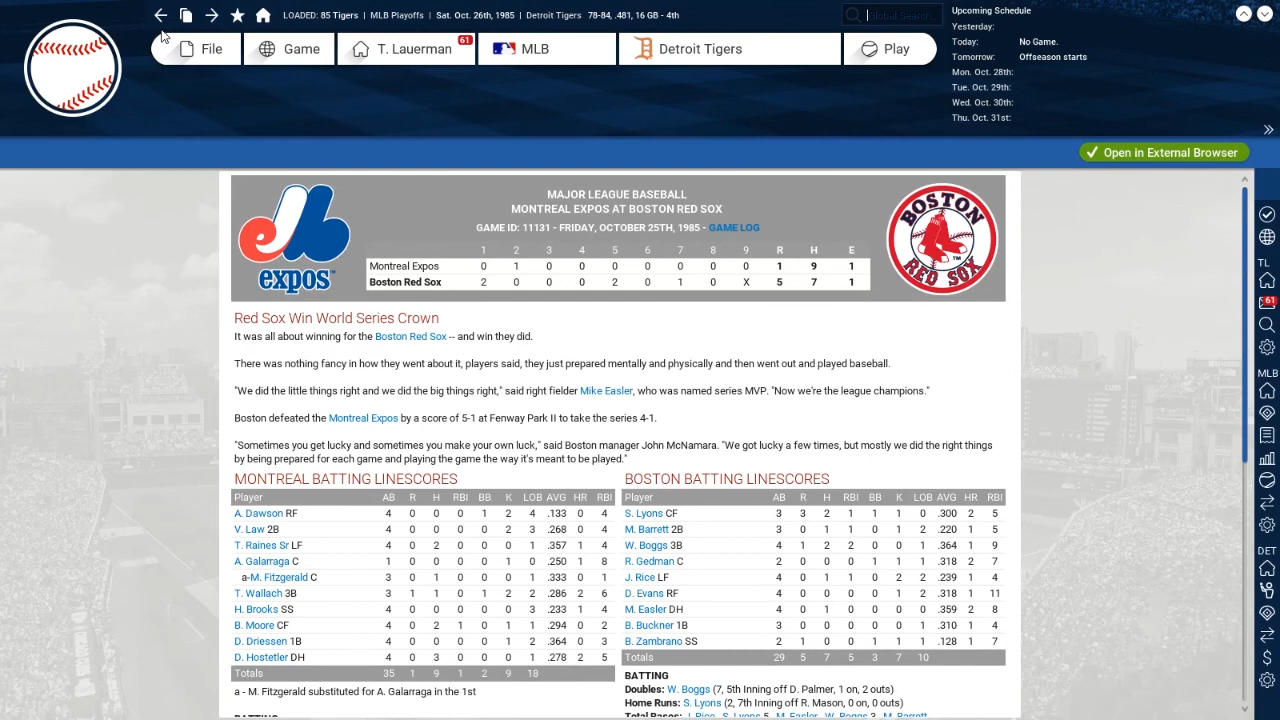 LOADED: 85 Tigers | MLB Playoffs | Sat. Oct. 26th, 1985 | Detroit Tigers 78-84, .481, 16 GB - 4th
Global Search...
File
Game
T. Lauerman 61
MLB
Detroit Tigers
Play
Upcoming Schedule
Yesterday:
Today: No Game.
Tomorrow: Offseason starts
Mon. Oct. 28th:
Tue. Oct. 29th:
Wed. Oct. 30th:
Thu. Oct. 31st:
Open in External Browser
expos
BOSTON RED SOX
MAJOR LEAGUE BASEBALL
MONTREAL EXPOS AT BOSTON RED SOX
GAME ID: 11131 - FRIDAY, OCTOBER 25TH, 1985 - GAME LOG
1 2 3 4 5 6 7 8 9 R H E
Montreal Expos 0 1 0 0 0 0 0 0 0 1 9 1
Boston Red Sox 2 0 0 0 2 0 1 0 X 5 7 1
Red Sox Win World Series Crown
It was all about winning for the Boston Red Sox -- and win they did.
There was nothing fancy in how they went about it, players said, they just prepared mentally and physically and then went out and played baseball.
"We did the little things right and we did the big things right," said right fielder Mike Easler, who was named series MVP. "Now we're the league champions."
Boston defeated the Montreal Expos by a score of 5-1 at Fenway Park II to take the series 4-1.
"Sometimes you get lucky and sometimes you make your own luck," said Boston manager John McNamara. "We got lucky a few times, but mostly we did the right things
by being prepared for each game and playing the game the way it's meant to be played."
MONTREAL BATTING LINESCORES
Player AB R H RBI BB K LOB AVG HR RBI
A. Dawson RF 4 0 0 0 1 2 4 .133 0 4
V. Law 2B 4 0 0 0 0 2 3 .268 0 4
T. Raines Sr LF 4 0 2 0 0 0 1 .357 1 4
A. Galarraga C 1 0 0 0 0 1 0 .250 1 8
a-M. Fitzgerald C 3 0 1 0 0 0 1 .333 0 1
T. Wallach 3B 3 1 1 0 1 2 2 .286 2 6
H. Brooks SS 4 0 0 0 0 0 3 .233 1 4
B. Moore CF 4 0 2 1 0 1 1 .294 0 2
D. Driessen 1B 4 0 0 0 0 1 2 .364 0 3
D. Hostetler DH 4 0 3 0 0 0 1 .278 2 5
Totals 35 1 9 1 2 9 18
a - M. Fitzgerald substituted for A. Galarraga in the 1st
BOSTON BATTING LINESCORES
Player AB R H RBI BB K LOB AVG HR RBI
S. Lyons CF 3 3 2 1 1 1 0 .300 2 5
M. Barrett 2B 3 0 1 1 0 1 2 .220 1 5
W. Boggs 3B 4 1 2 2 0 0 1 .364 1 9
R. Gedman C 2 0 0 0 1 1 1 .318 2 7
J. Rice LF 4 0 1 1 0 2 2 .239 1 4
D. Evans RF 4 0 0 0 0 1 2 .318 1 11
M. Easler DH 4 0 1 0 0 0 0 .359 2 8
B. Buckner 1B 3 0 0 0 0 0 1 .310 1 4
B. Zambrano SS 2 1 0 0 1 1 1 .128 1 7
Totals 29 5 7 5 3 7 10
BATTING
Doubles: W. Boggs (7, 5th Inning off D. Palmer, 1 on, 2 outs)
Home Runs: S. Lyons (2, 7th Inning off R. Mason, 0 on, 0 outs)
Total Bases: J. Rice, S. Lyons 5, M. Easler, W. Boggs 3, M. Barrett
BATTING
TL
61
MLB
DET